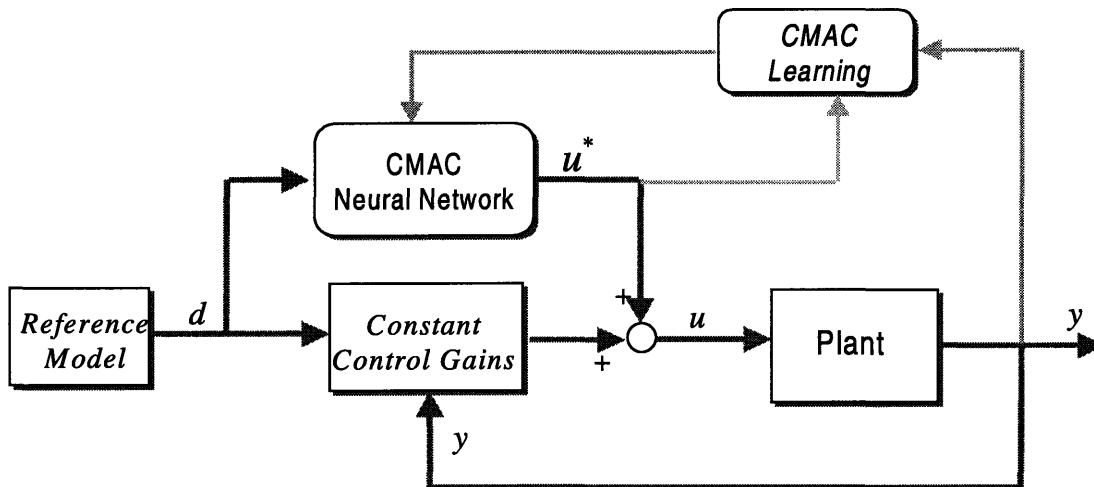 CMAC
Learning
CMAC
Neural Network
u*
Reference
Model
d
Constant
Control Gains
+
+
u
Plant
y
y